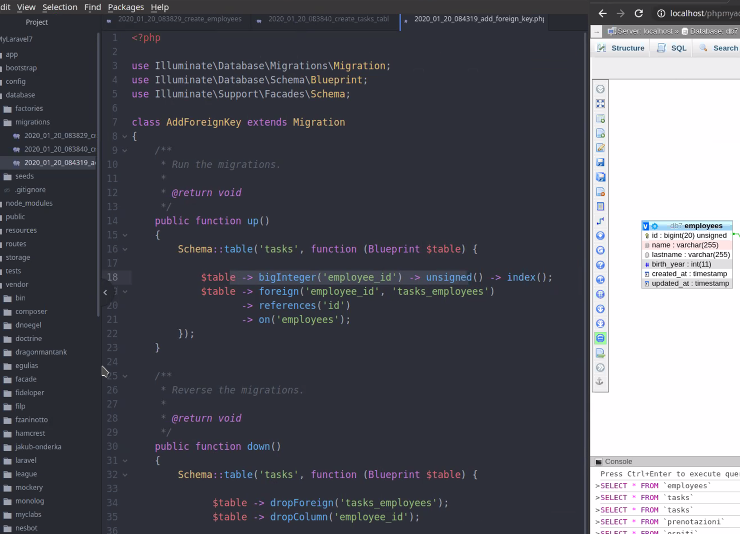 dit View Selection Find Packages Help
Project
MyLaravel7
app
bootstrap
config
database
factories
migrations
2020_01_20_083829_c
2020_01_20_083840_c
2020_01_20_084319_a
seeds
.gitignore
node_modules
public
resources
routes
storage
tests
vendor
bin
composer
dnoegel
doctrine
dragonmantank
egulias
facade
fideloper
filp
fzaninotto
hamcrest
jakub-onderka
laravel
league
mockery
monolog
myclabs
nesbot
2020_01_20_083829_create_employees
2020_01_20_083840_create_tasks_tabl
2020_01_20_084319_add_foreign_key.php
1 <?php
2
3 use Illuminate\Database\Migrations\Migration;
4 use Illuminate\Database\Schema\Blueprint;
5 use Illuminate\Support\Facades\Schema;
6
7 class AddForeignKey extends Migration
8 {
9 /**
10 * Run the migrations.
11 *
12 * @return void
13 */
14 public function up()
15 {
16 Schema::table('tasks', function (Blueprint $table) {
17
18 $table -> bigInteger('employee_id') -> unsigned() -> index();
$table -> foreign('employee_id', 'tasks_employees')
20 -> references('id')
21 -> on('employees');
22 });
23 }
24
25 /**
26 * Reverse the migrations.
27 *
28 * @return void
29 */
30 public function down()
31 {
32 Schema::table('tasks', function (Blueprint $table) {
33
34 $table -> dropForeign('tasks_employees');
35 $table -> dropColumn('employee_id');
36
localhost/phpmyad
Server: localhost » Database: db7
Structure SQL Search
db7 employees
id : bigint(20) unsigned
name : varchar(255)
lastname : varchar(255)
birth_year : int(11)
created_at : timestamp
updated_at : timestamp
Console
Press Ctrl+Enter to execute que
>SELECT * FROM `employees`
>SELECT * FROM `tasks`
>SELECT * FROM `tasks`
>SELECT * FROM `prenotazioni`
>SELECT * FROM `ospiti`